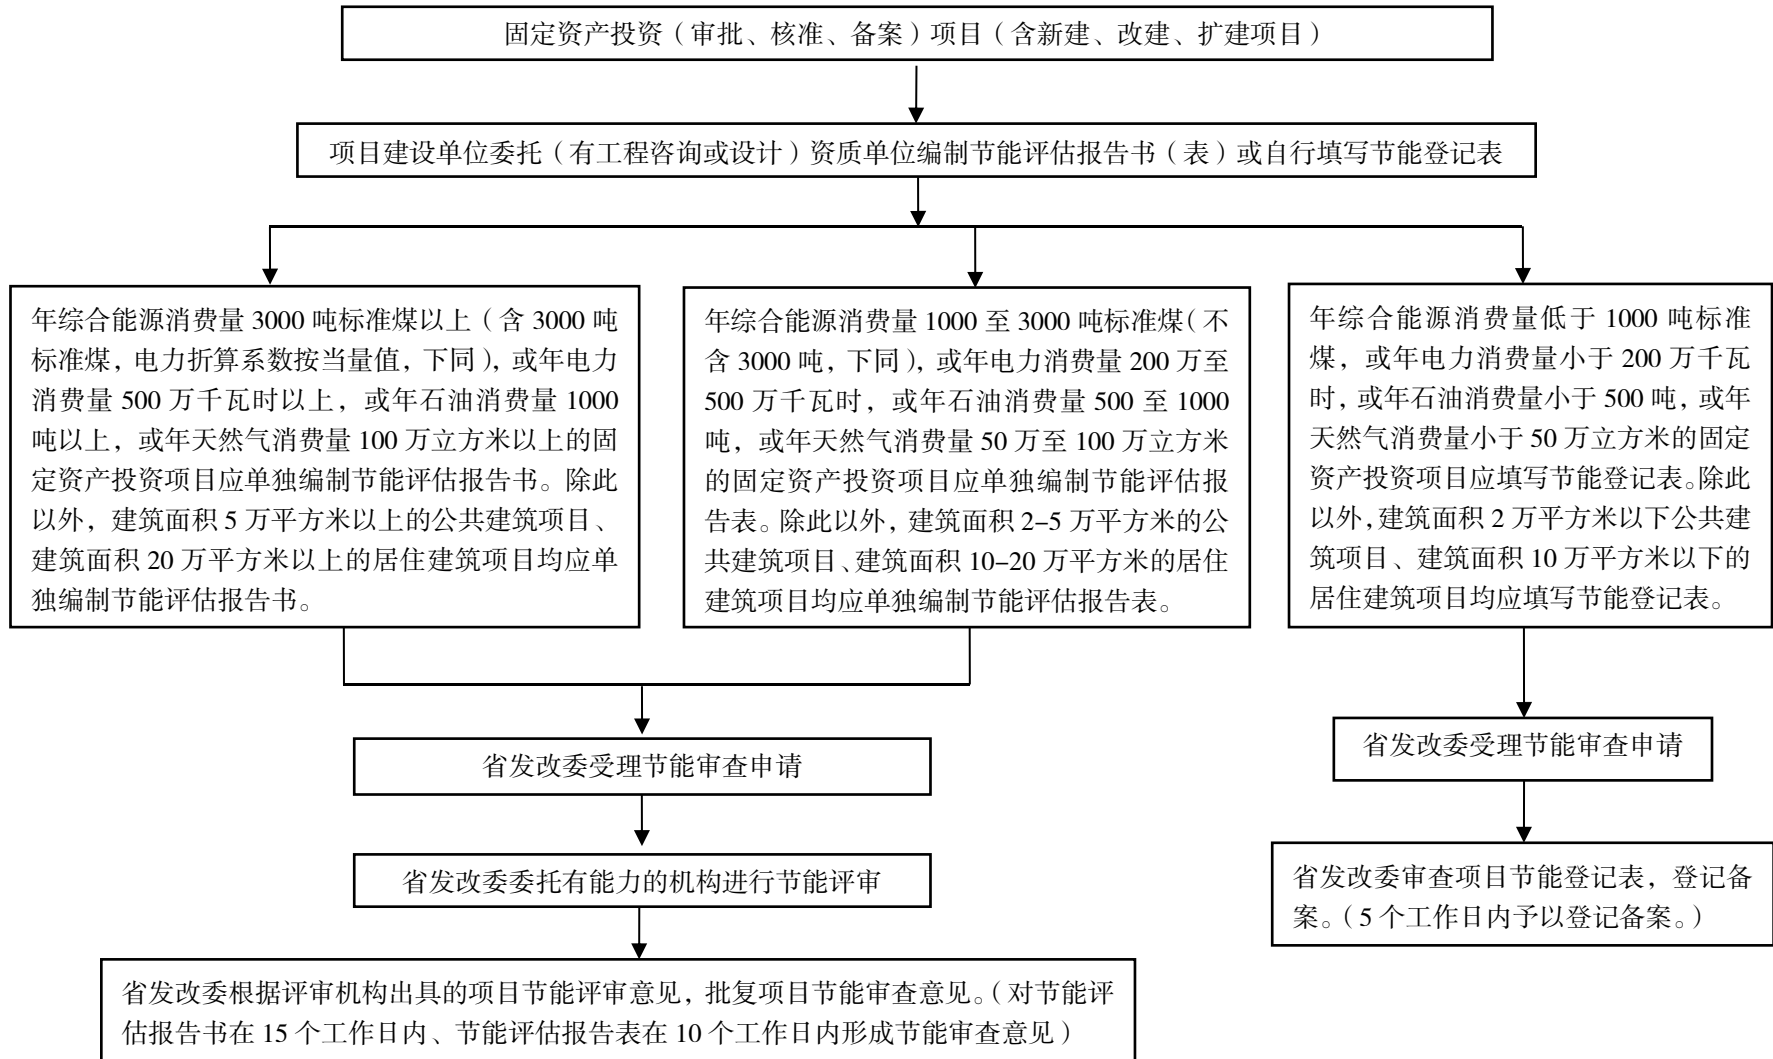 固定资产投资（审批、核准、备案）项目（含新建、改建、扩建项目）
项目建设单位委托（有工程咨询或设计）资质单位编制节能评估报告书（表）或自行填写节能登记表
年综合能源消费量 3000 吨标准煤以上（含 3000 吨
标准煤，电力折算系数按当量值，下同），或年电力
消费量 500 万千瓦时以上，或年石油消费量 1000
吨以上，或年天然气消费量 100 万立方米以上的固
定资产投资项目应单独编制节能评估报告书。除此
以外，建筑面积 5 万平方米以上的公共建筑项目、
建筑面积 20 万平方米以上的居住建筑项目均应单
独编制节能评估报告书。
年综合能源消费量 1000 至 3000 吨标准煤（不
含 3000 吨，下同），或年电力消费量 200 万至
500 万千瓦时，或年石油消费量 500 至 1000
吨，或年天然气消费量 50 万至 100 万立方米
的固定资产投资项目应单独编制节能评估报
告表。除此以外，建筑面积 2–5 万平方米的公
共建筑项目、建筑面积 10–20 万平方米的居住
建筑项目均应单独编制节能评估报告表。
年综合能源消费量低于 1000 吨标准
煤，或年电力消费量小于 200 万千瓦
时，或年石油消费量小于 500 吨，或年
天然气消费量小于 50 万立方米的固定
资产投资项目应填写节能登记表。除此
以外，建筑面积 2 万平方米以下公共建
筑项目、建筑面积 10 万平方米以下的
居住建筑项目均应填写节能登记表。
省发改委受理节能审查申请
省发改委受理节能审查申请
省发改委委托有能力的机构进行节能评审
省发改委审查项目节能登记表，登记备
案。（5 个工作日内予以登记备案。）
省发改委根据评审机构出具的项目节能评审意见，批复项目节能审查意见。（对节能评
估报告书在 15 个工作日内、节能评估报告表在 10 个工作日内形成节能审查意见）